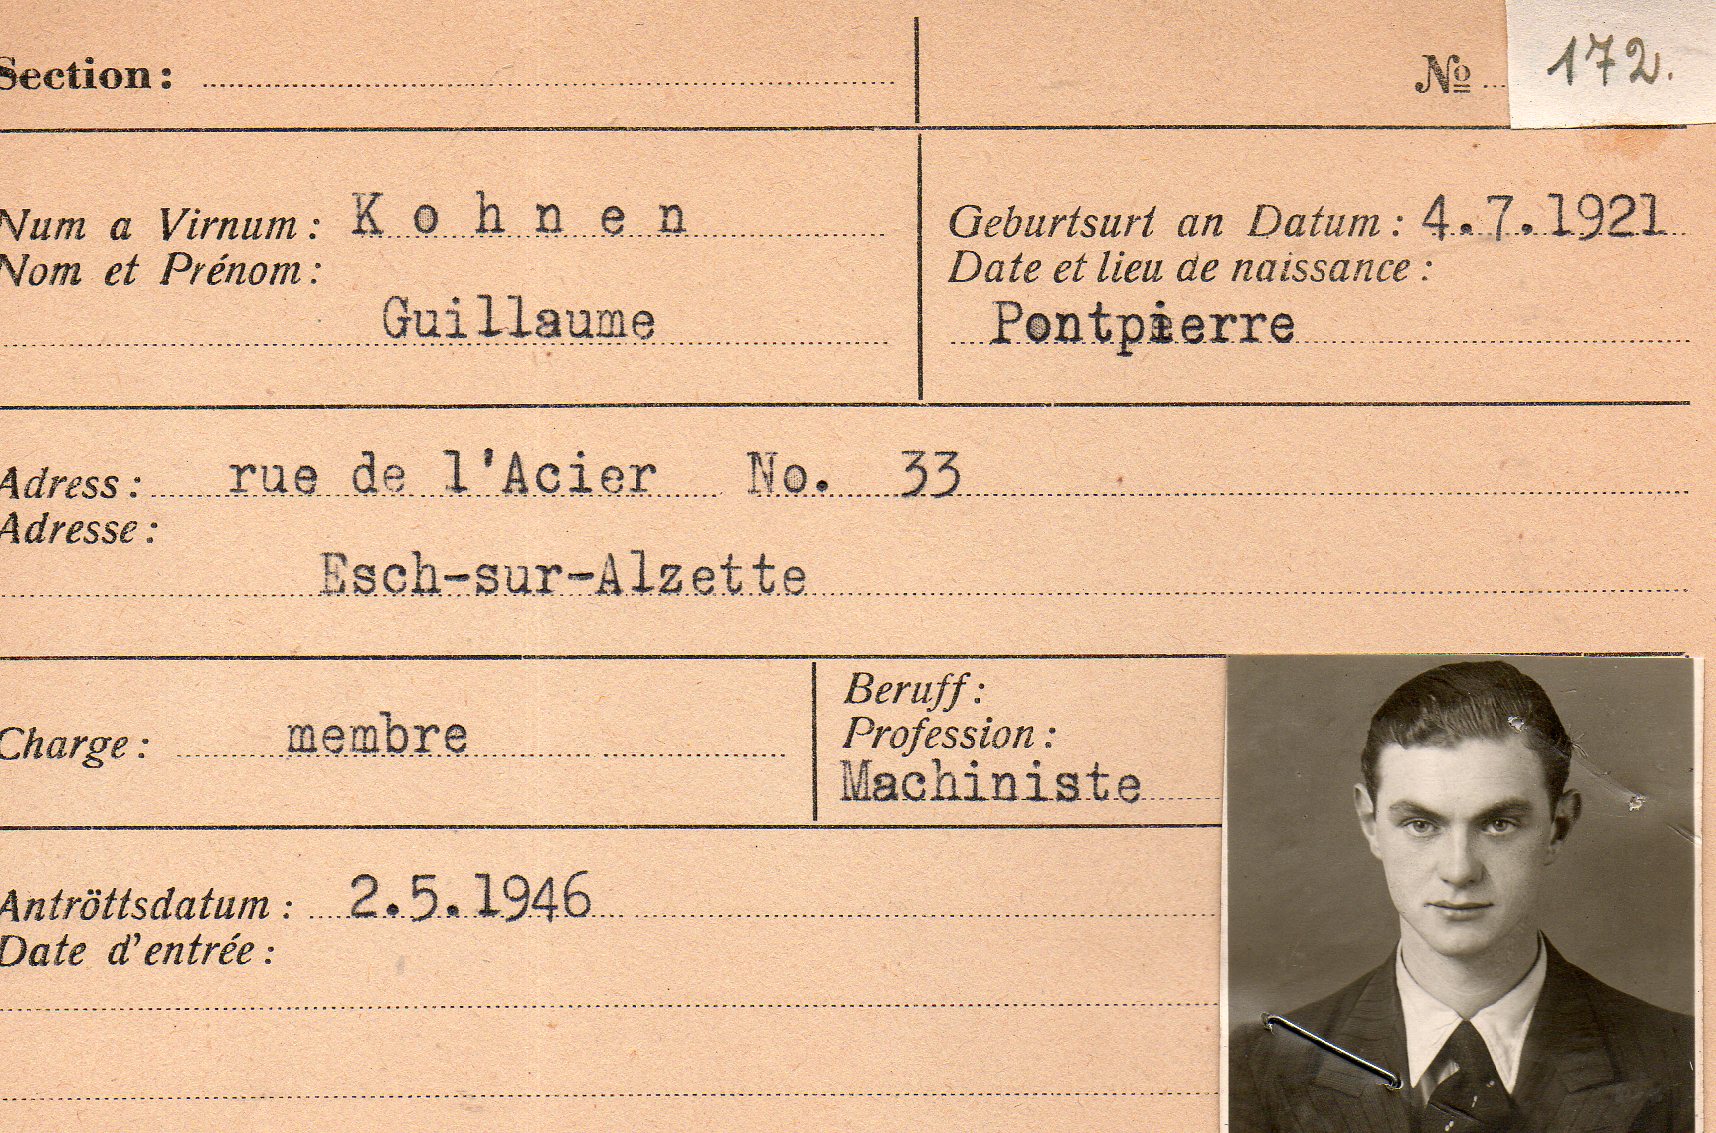 Section:
No 172.
Num a Virnum: Kohnen
Nom et Prénom:
Guillaume
Geburtsurt an Datum: 4.7.1921
Date et lieu de naissance:
Pontpierre
Adress: rue de l'Acier No. 33
Adresse:
Esch-sur-Alzette
Charge: membre
Beruff:
Profession:
Machiniste
Antröttsdatum: 2.5.1946
Date d'entrée: